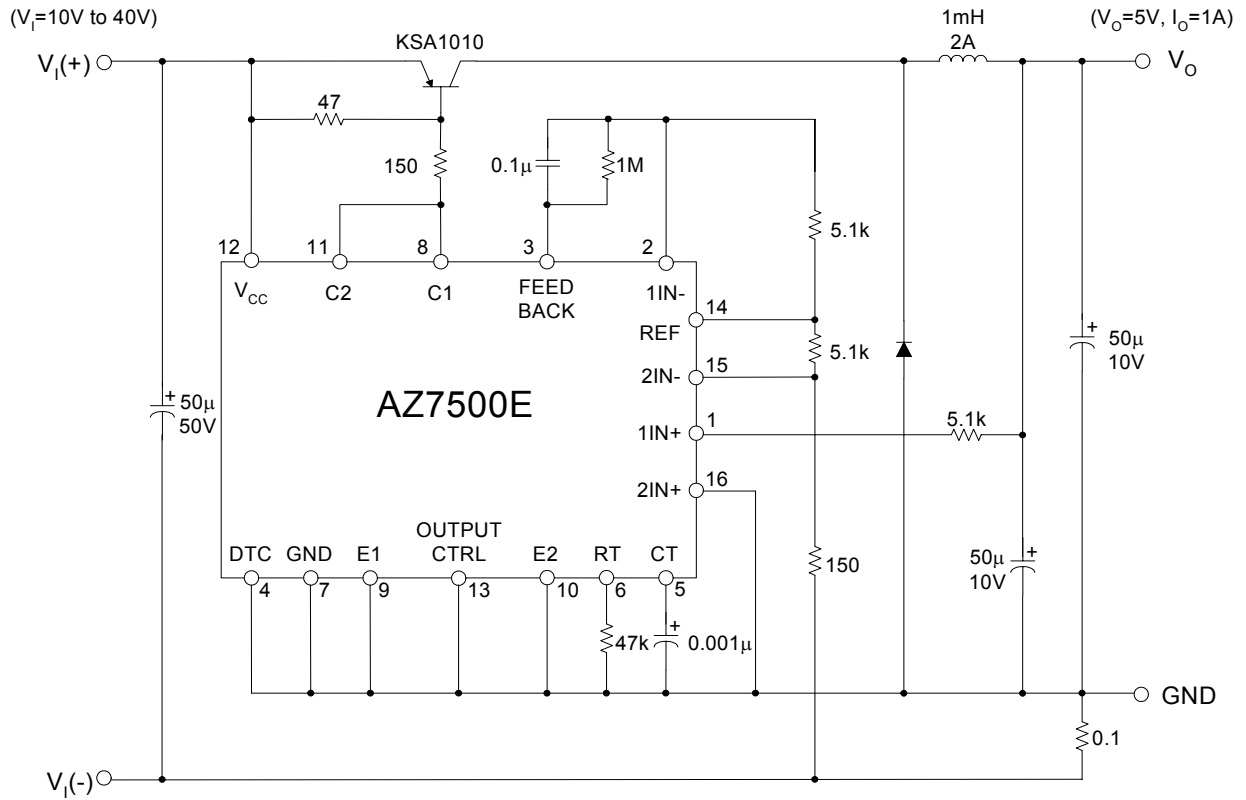 (VI=10V to 40V)
1mH
2A
(VO=5V, IO=1A)
KSA1010
VI(+)
VO
47
150
0.1µ
1M
5.1k
12
11
8
3
2
VCC
C2
C1
FEED
BACK
1IN-
14
REF
5.1k
+
50µ
10V
15
2IN-
AZ7500E
+
50µ
50V
1
1IN+
5.1k
16
2IN+
OUTPUT
CTRL
DTC
GND
E1
E2
RT
CT
150
+
50µ
10V
4
7
9
13
10
6
5
47k
+
0.001µ
GND
0.1
VI(-)